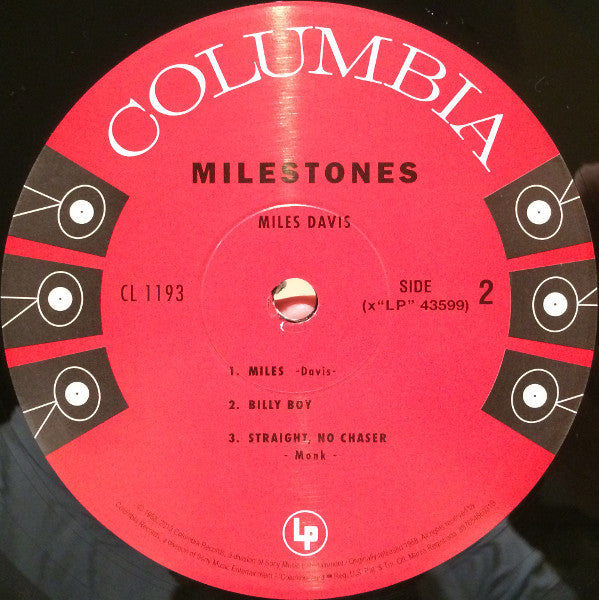 COLUMBIA
MILESTONES
MILES DAVIS
CL 1193
SIDE 2
(x“LP” 43599)
1. MILES -Davis-
2. BILLY BOY
3. STRAIGHT, NO CHASER
- Monk -
LP